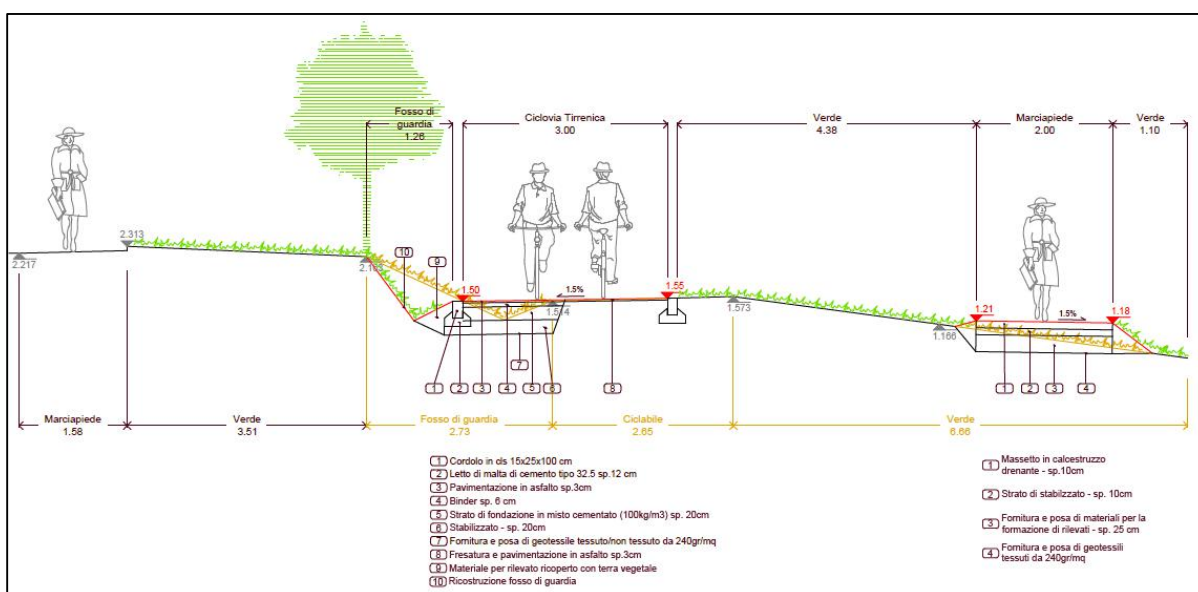 Fosso di
guardia
1.26
Ciclovia Tirrenica
3.00
Verde
4.38
Marciapiede
2.00
Verde
1.10
2.313
2.217
10
9
1.50
1.5%
1.55
1.514
1.573
1.166
1.21
1.5%
1.18
7
1
2
3
4
5
6
8
1
2
3
4
Marciapiede
1.58
Verde
3.51
Fosso di guardia
2.73
Ciclabile
2.65
Verde
6.66
1 Cordolo in cls 15x25x100 cm
2 Letto di malta di cemento tipo 32.5 sp.12 cm
3 Pavimentazione in asfalto sp.3cm
4 Binder sp. 6 cm
5 Strato di fondazione in misto cementato (100kg/m3) sp. 20cm
6 Stabilizzato - sp. 20cm
7 Fornitura e posa di geotessile tessuto/non tessuto da 240gr/mq
8 Fresatura e pavimentazione in asfalto sp.3cm
9 Materiale per rilevato ricoperto con terra vegetale
10 Ricostruzione fosso di guardia
1 Massetto in calcestruzzo
drenante - sp.10cm
2 Strato di stabilzzato - sp. 10cm
3 Fornitura e posa di materiali per la
formazione di rilevati - sp. 25 cm
4 Fornitura e posa di geotessili
tessuti da 240gr/mq